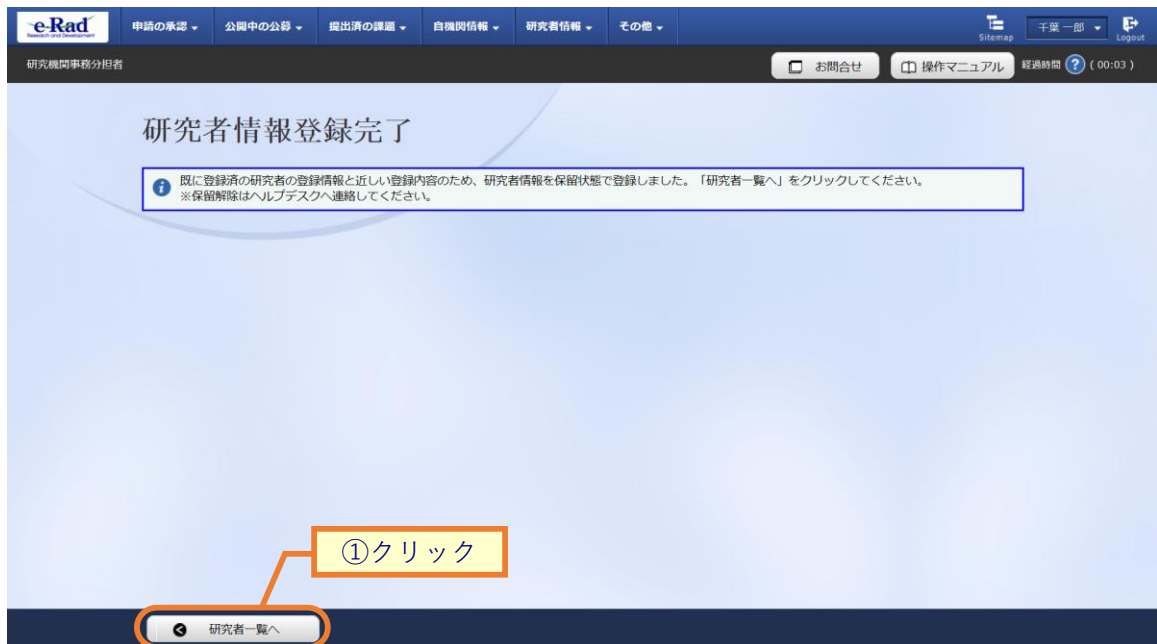 e-Rad
Research and Development
申請の承認
公開中の公募
提出済の課題
自機関情報
研究者情報
その他
Sitemap
千葉 一郎
Logout
研究機関事務分担者
お問合せ
操作マニュアル
経過時間 ? ( 00:03 )
研究者情報登録完了
既に登録済の研究者の登録情報と近しい登録内容のため、研究者情報を保留状態で登録しました。「研究者一覧へ」をクリックしてください。
※保留解除はヘルプデスクへ連絡してください。
①クリック
研究者一覧へ